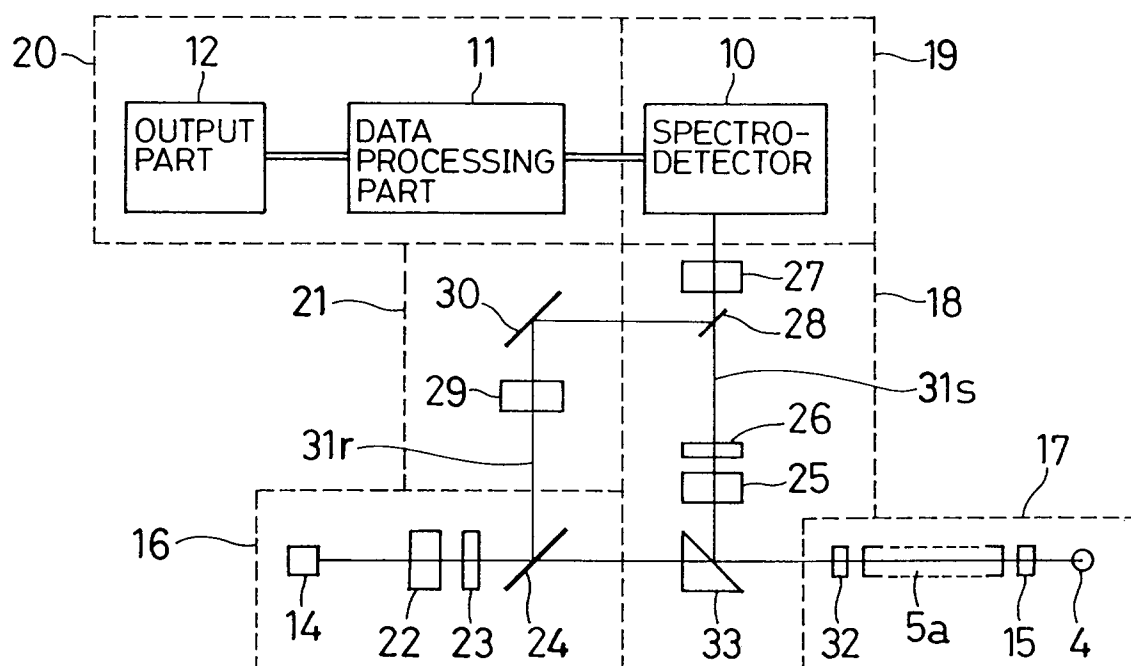 20
12
11
10
19
OUTPUT
PART
DATA
PROCESSING
PART
SPECTRO-
DETECTOR
27
21
30
28
18
29
31s
31r
26
25
17
16
14
22
23
24
33
32
5a
15
4